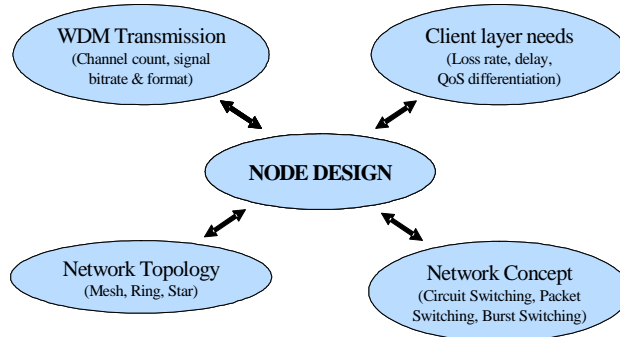 WDM Transmission
(Channel count, signal
bitrate & format)
Client layer needs
(Loss rate, delay,
QoS differentiation)
NODE DESIGN
Network Topology
(Mesh, Ring, Star)
Network Concept
(Circuit Switching, Packet
Switching, Burst Switching)